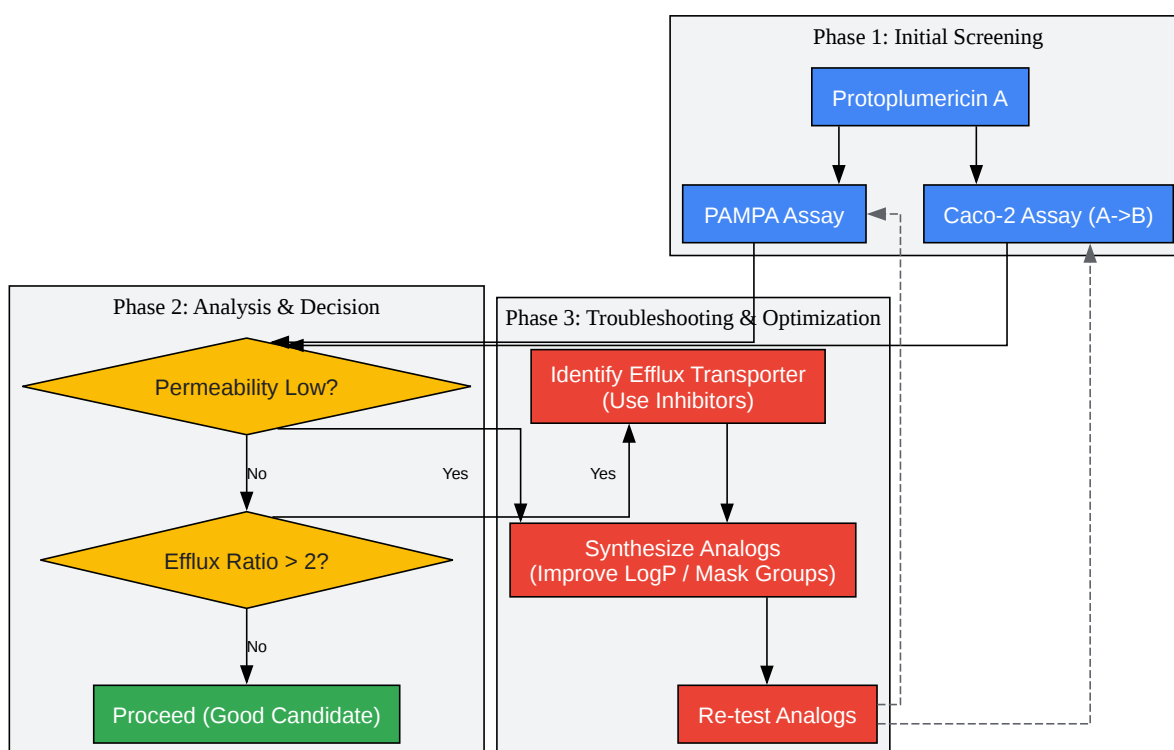 Phase 1: Initial Screening
Protoplumericin A
PAMPA Assay
Caco-2 Assay (A->B)
Phase 2: Analysis & Decision
Permeability Low?
No
Yes
Efflux Ratio > 2?
No
Proceed (Good Candidate)
Phase 3: Troubleshooting & Optimization
Identify Efflux Transporter
(Use Inhibitors)
Yes
Synthesize Analogs
(Improve LogP / Mask Groups)
Re-test Analogs